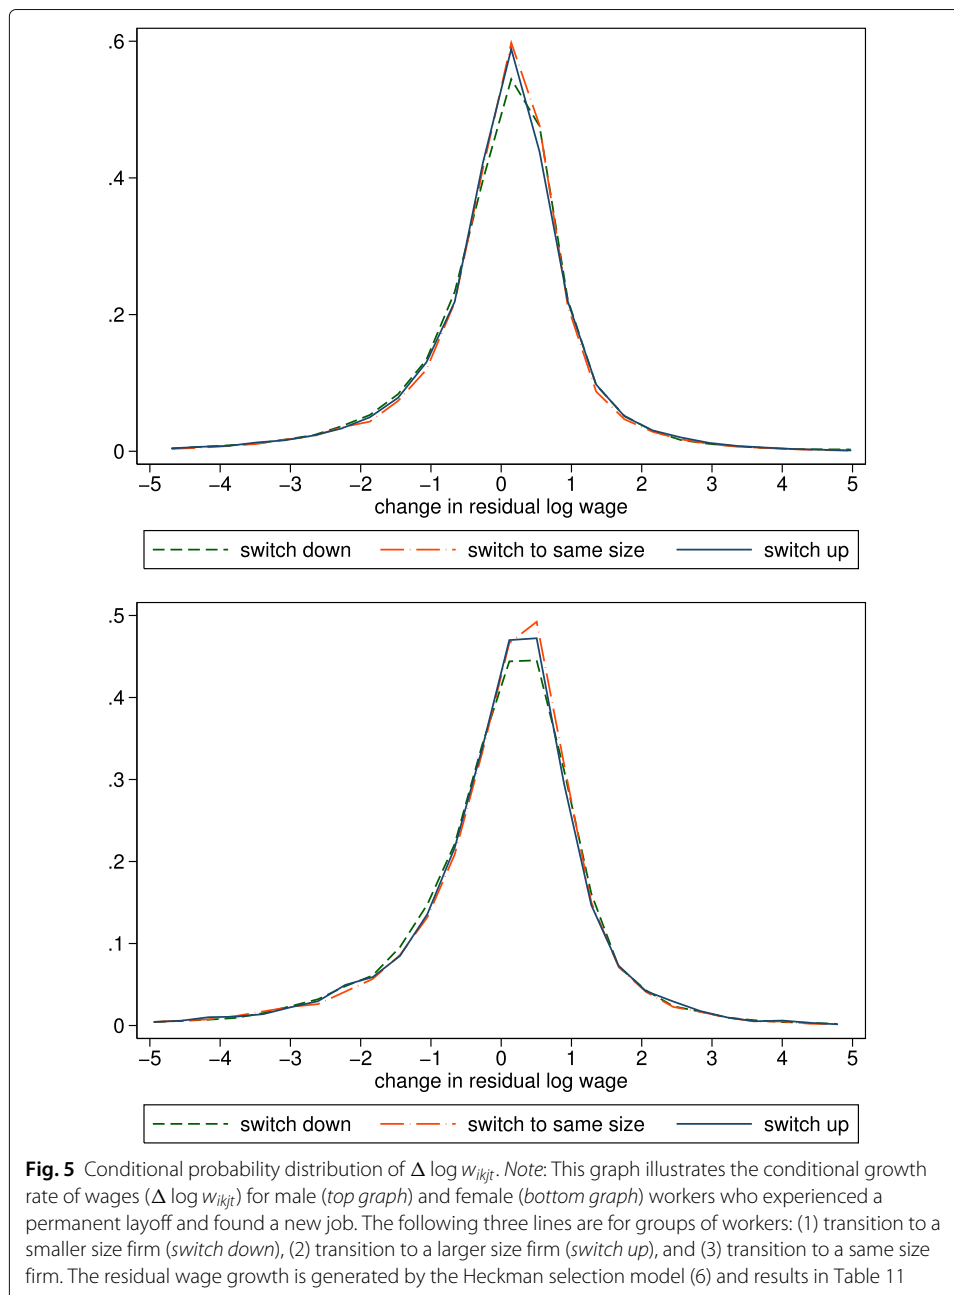 .6
.4
.2
0
−5 −4 −3 −2 −1 0 1 2 3 4 5
change in residual log wage
switch down switch to same size switch up
.5
.4
.3
.2
.1
0
−5 −4 −3 −2 −1 0 1 2 3 4 5
change in residual log wage
switch down switch to same size switch up
Fig. 5 Conditional probability distribution of Δ log w_ikjt. Note: This graph illustrates the conditional growth
rate of wages (Δ log w_ikjt) for male (top graph) and female (bottom graph) workers who experienced a
permanent layoff and found a new job. The following three lines are for groups of workers: (1) transition to a
smaller size firm (switch down), (2) transition to a larger size firm (switch up), and (3) transition to a same size
firm. The residual wage growth is generated by the Heckman selection model (6) and results in Table 11